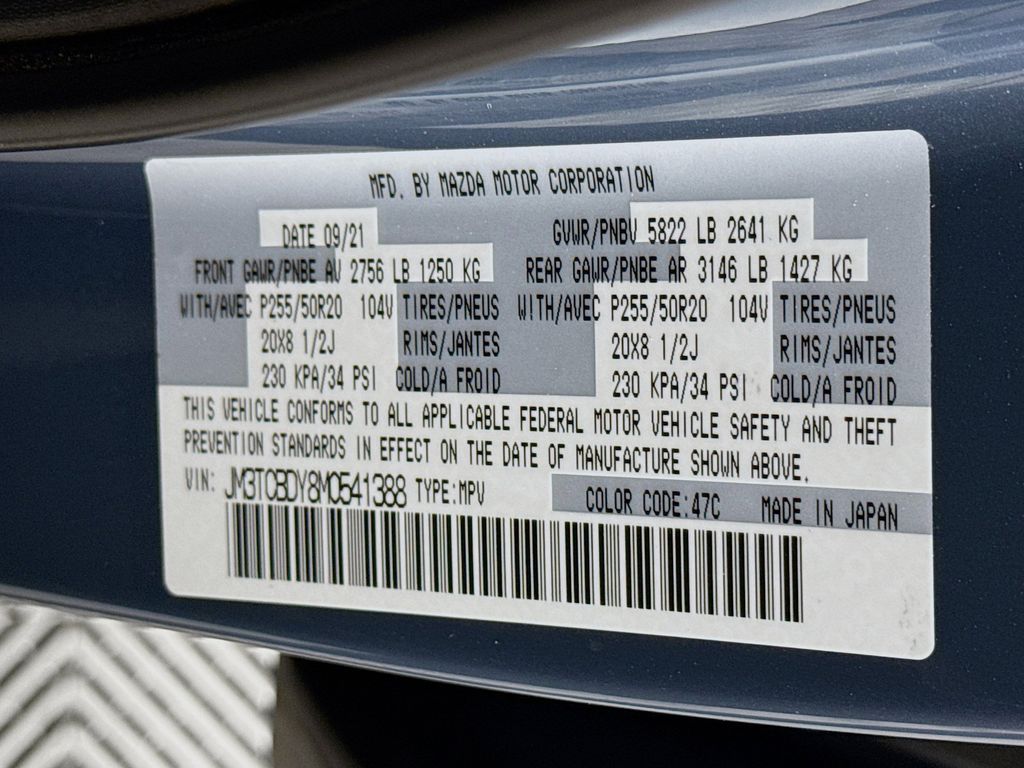 MFD. BY MAZDA MOTOR CORPORATION
DATE 09/21 GVWR/PNBV 5822 LB 2641 KG
FRONT GAWR/PNBE AV 2756 LB 1250 KG REAR GAWR/PNBE AR 3146 LB 1427 KG
WITH/AVEC P255/50R20 104V TIRES/PNEUS WITH/AVEC P255/50R20 104V TIRES/PNEUS
20X8 1/2J RIMS/JANTES 20X8 1/2J RIMS/JANTES
230 KPA/34 PSI COLD/A FROID 230 KPA/34 PSI COLD/A FROID
THIS VEHICLE CONFORMS TO ALL APPLICABLE FEDERAL MOTOR VEHICLE SAFETY AND THEFT
PREVENTION STANDARDS IN EFFECT ON THE DATE OF MANUFACTURE SHOWN ABOVE.
VIN: JM3TCBDY8M0541388 TYPE:MPV COLOR CODE:47C MADE IN JAPAN